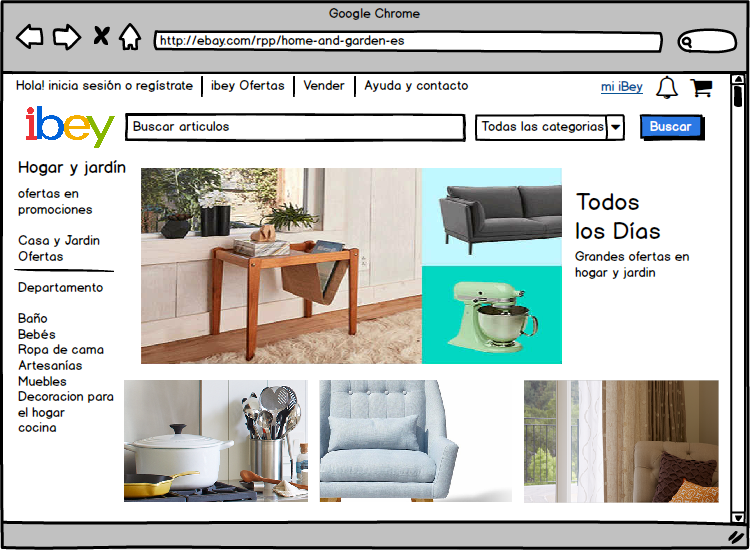 Google Chrome
http://ebay.com/rpp/home-and-garden-es
Hola! inicia sesión o regístrate
ibey Ofertas
Vender
Ayuda y contacto
mi iBey
ibey
Buscar articulos
Todas las categorias
Buscar
Hogar y jardín
ofertas en
promociones
Casa y Jardin
Ofertas
Departamento
Baño
Bebés
Ropa de cama
Artesanías
Muebles
Decoracion para
el hogar
cocina
Todos
los Días
Grandes ofertas en
hogar y jardin